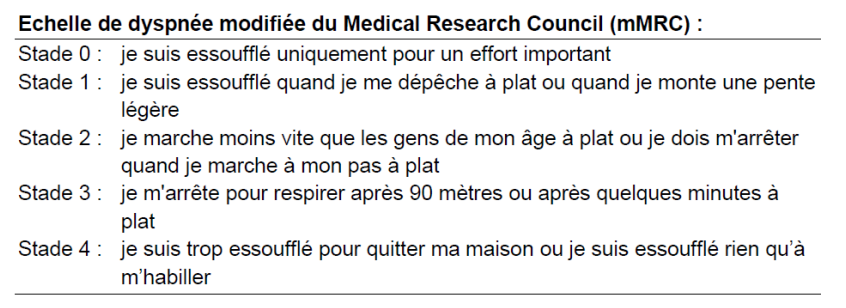 Echelle de dyspnée modifiée du Medical Research Council (mMRC) :
Stade 0 : je suis essoufflé uniquement pour un effort important
Stade 1 : je suis essoufflé quand je me dépêche à plat ou quand je monte une pente
légère
Stade 2 : je marche moins vite que les gens de mon âge à plat ou je dois m'arrêter
quand je marche à mon pas à plat
Stade 3 : je m'arrête pour respirer après 90 mètres ou après quelques minutes à
plat
Stade 4 : je suis trop essoufflé pour quitter ma maison ou je suis essoufflé rien qu’à
m’habiller